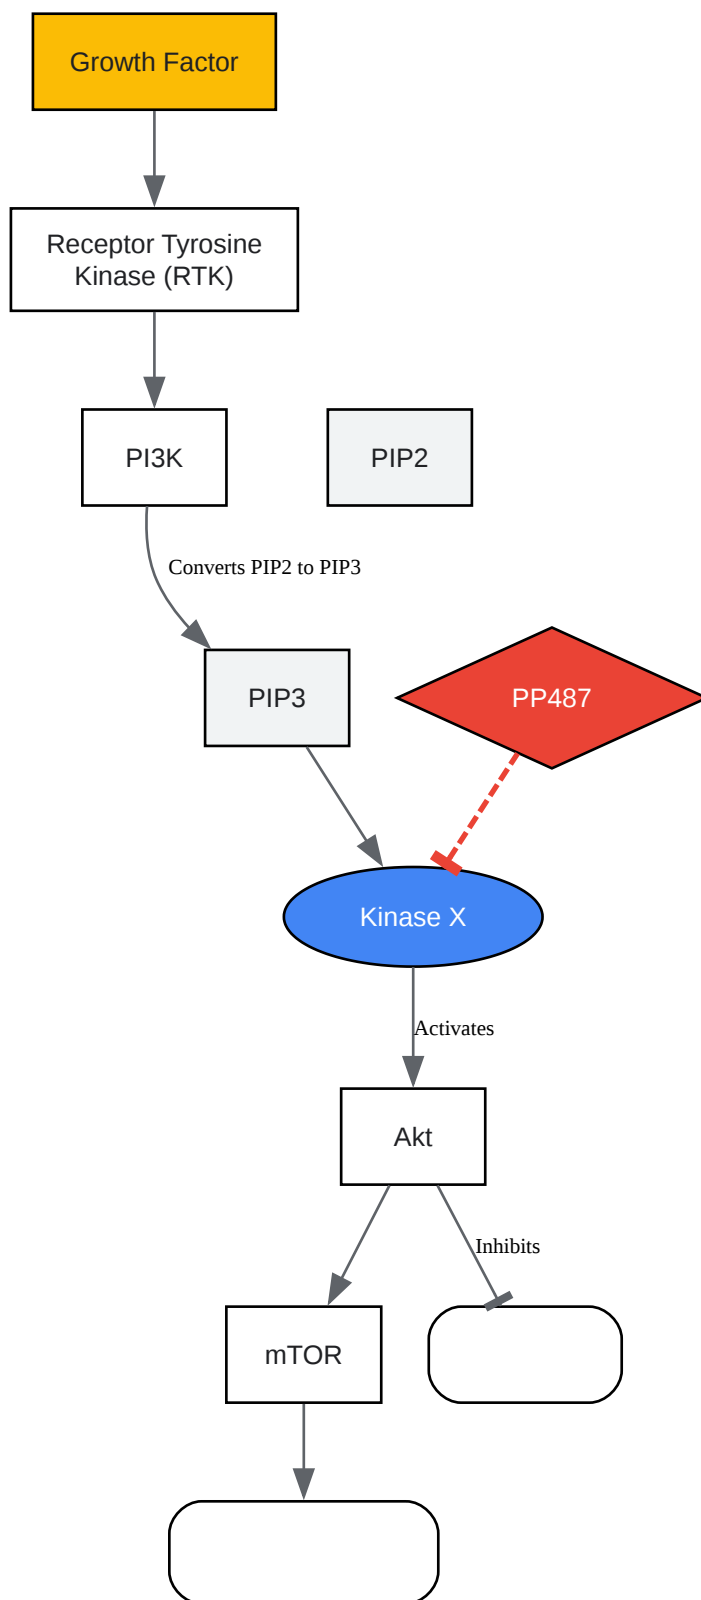 Growth Factor
Receptor Tyrosine
Kinase (RTK)
PI3K
PIP2
Converts PIP2 to PIP3
PIP3
PP487
Kinase X
Activates
Akt
Inhibits
mTOR